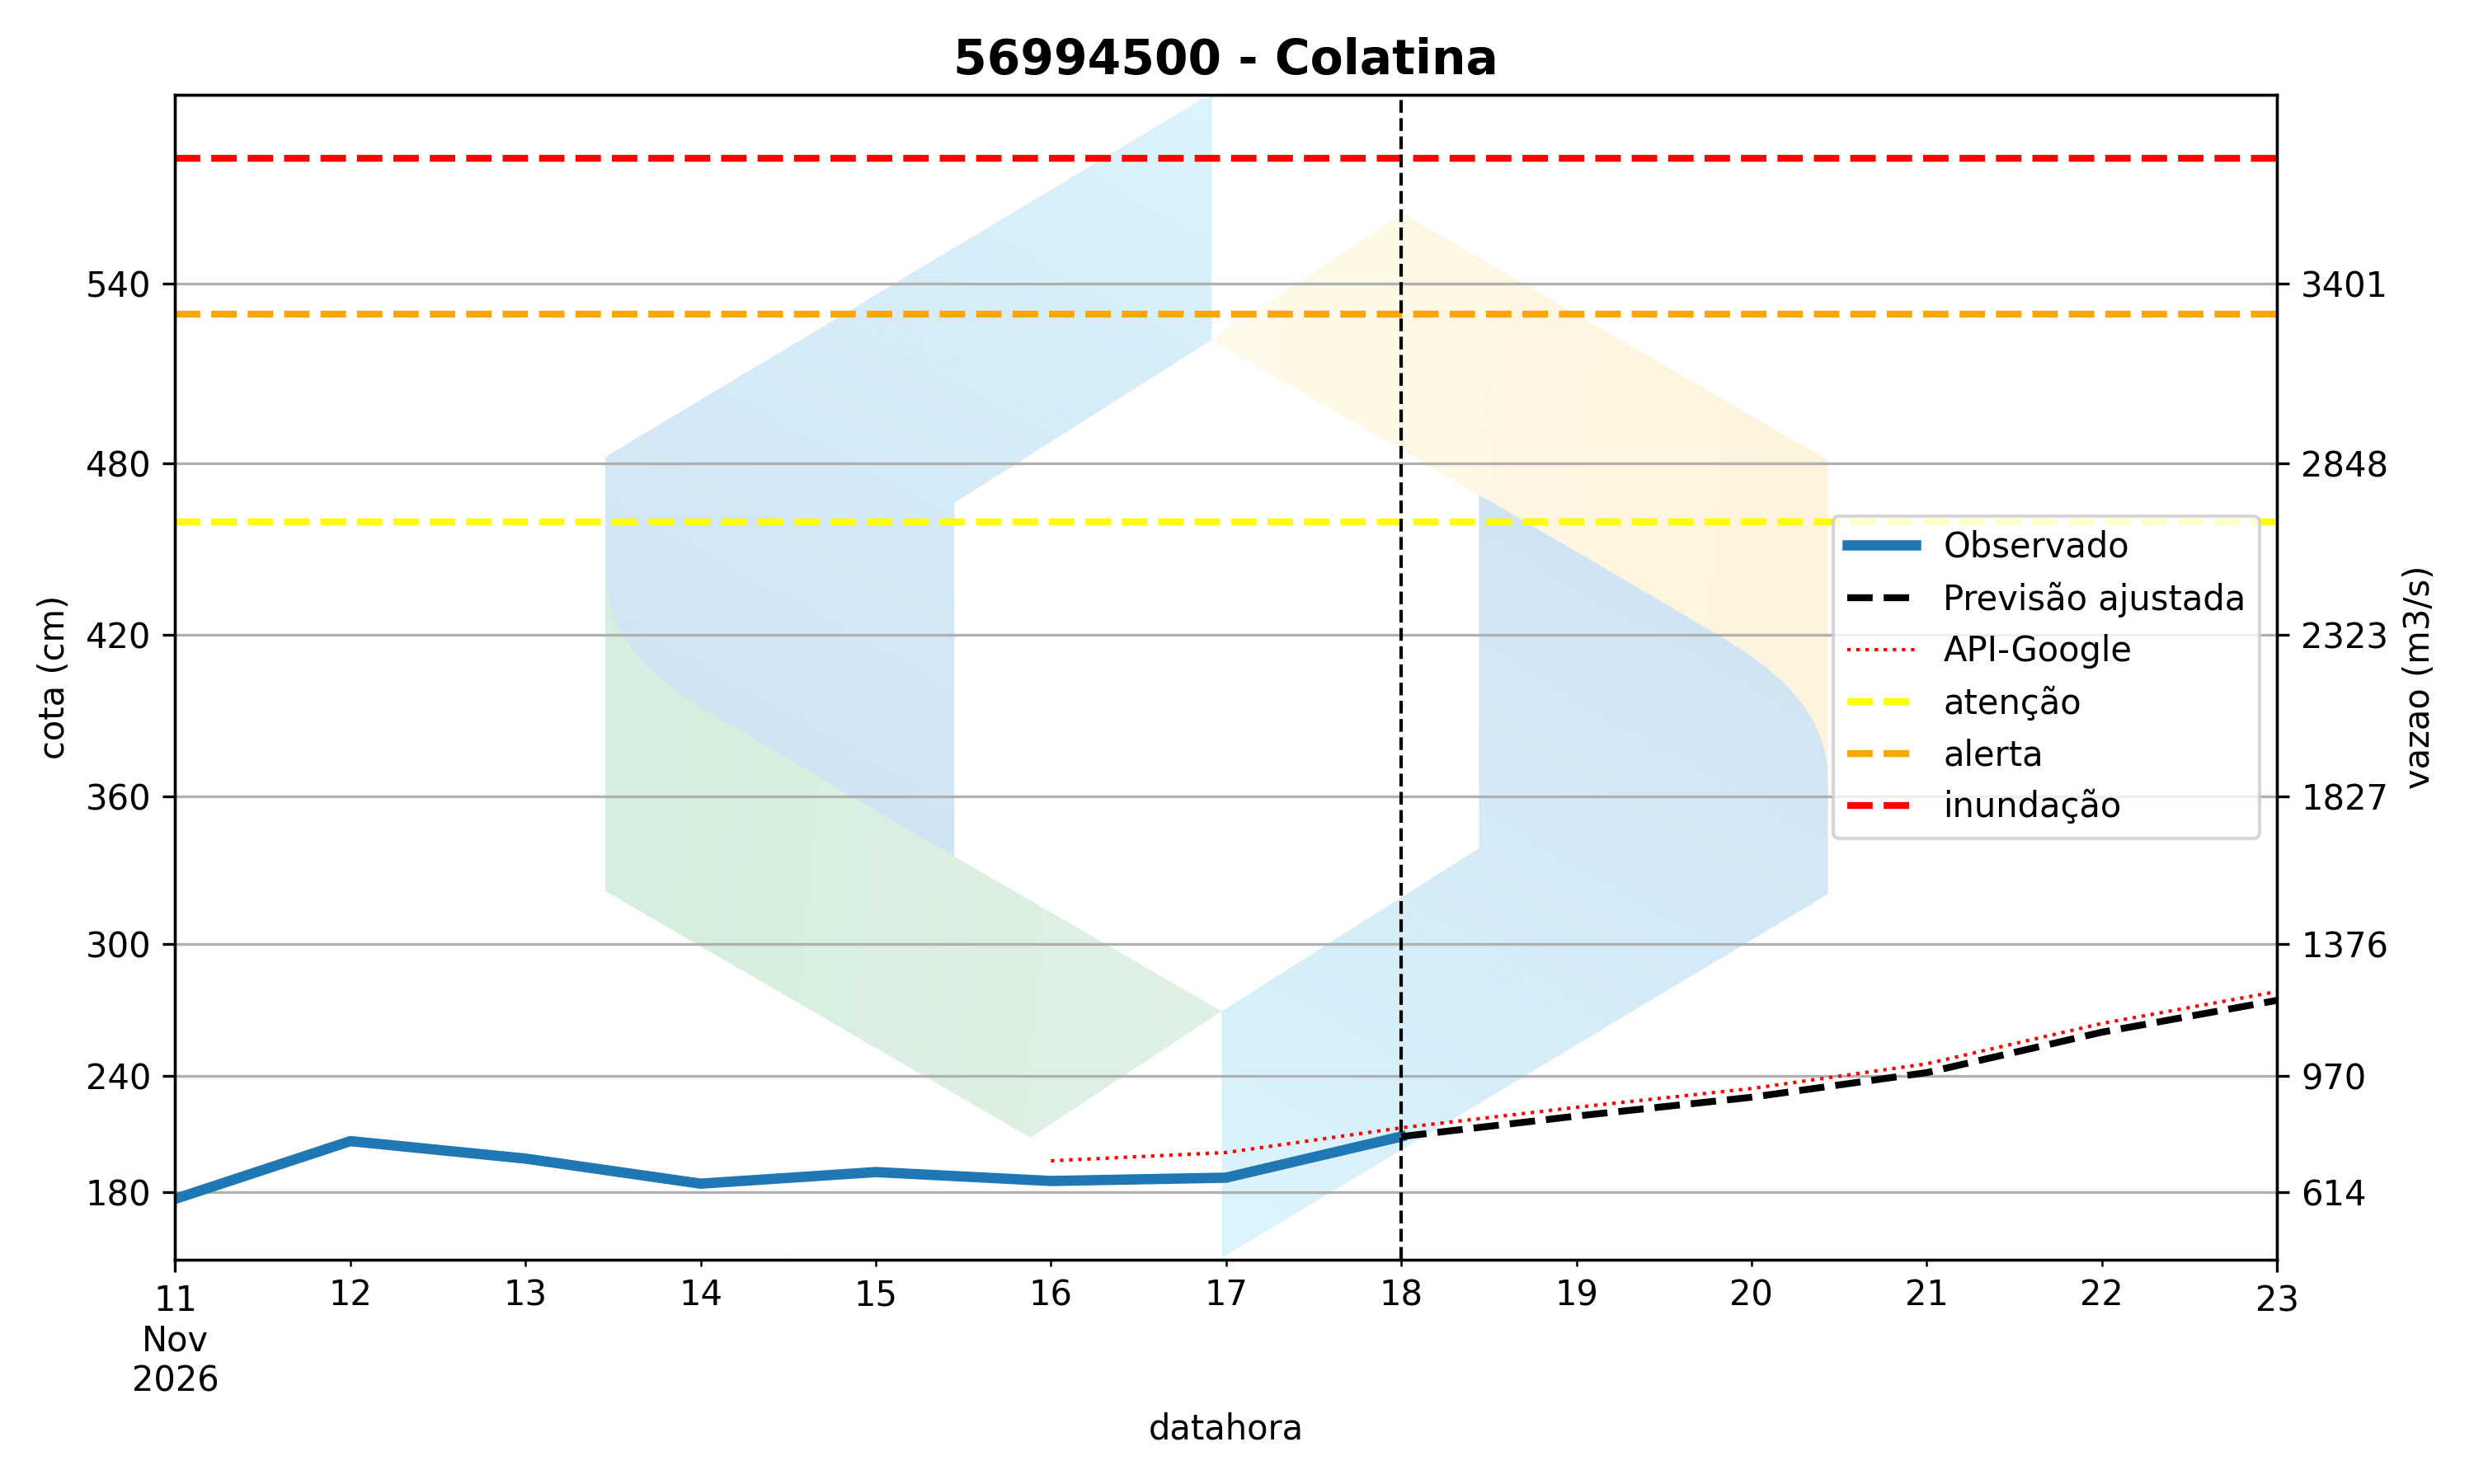 56994500 - Colatina
540
480
420
360
300
240
180
cota (cm)
3401
2848
2323
1827
1376
970
614
vazao (m3/s)
Observado
Previsão ajustada
API-Google
atenção
alerta
inundação
11 12 13 14 15 16 17 18 19 20 21 22 23
Nov
2026
datahora